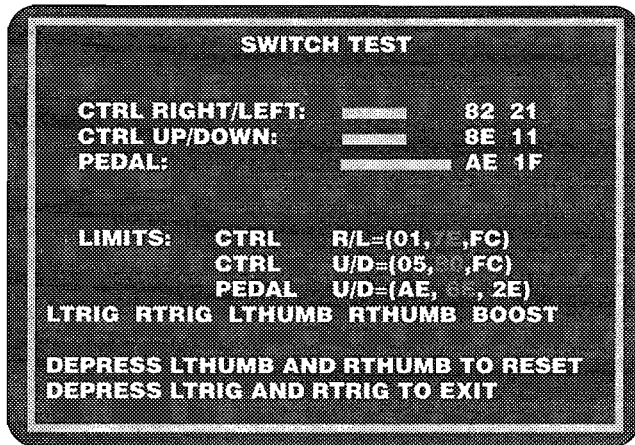 SWITCH TEST
CTRL RIGHT/LEFT: 82 21
CTRL UP/DOWN: 8E 11
PEDAL: AE 1F
LIMITS: CTRL R/L=(01, ,FC)
CTRL U/D=(05, ,FC)
PEDAL U/D=(AE, , 2E)
LTRIG RTRIG LTHUMB RTHUMB BOOST
DEPRESS LTHUMB AND RTHUMB TO RESET
DEPRESS LTRIG AND RTRIG TO EXIT